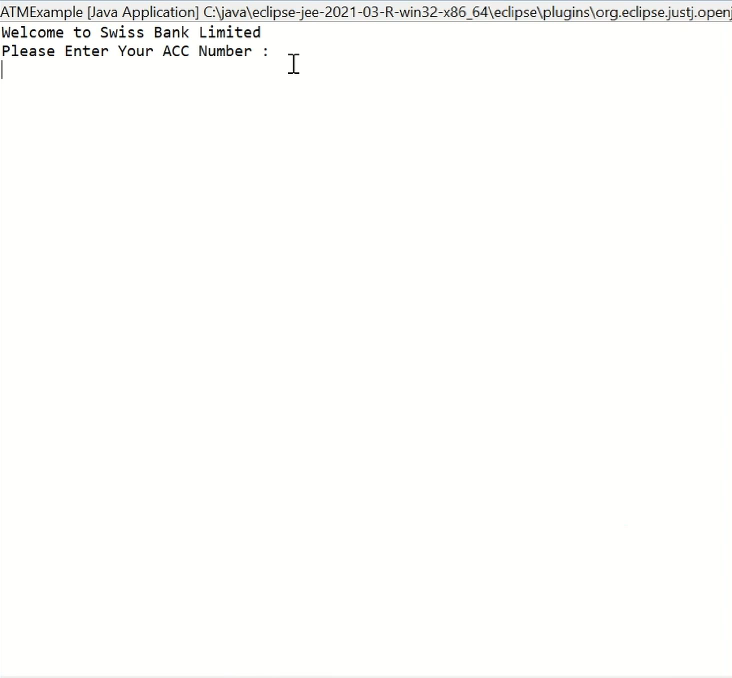 ATMExample [Java Application] C:\java\eclipse-jee-2021-03-R-win32-x86_64\eclipse\plugins\org.eclipse.justj.openj
Welcome to Swiss Bank Limited
Please Enter Your ACC Number :